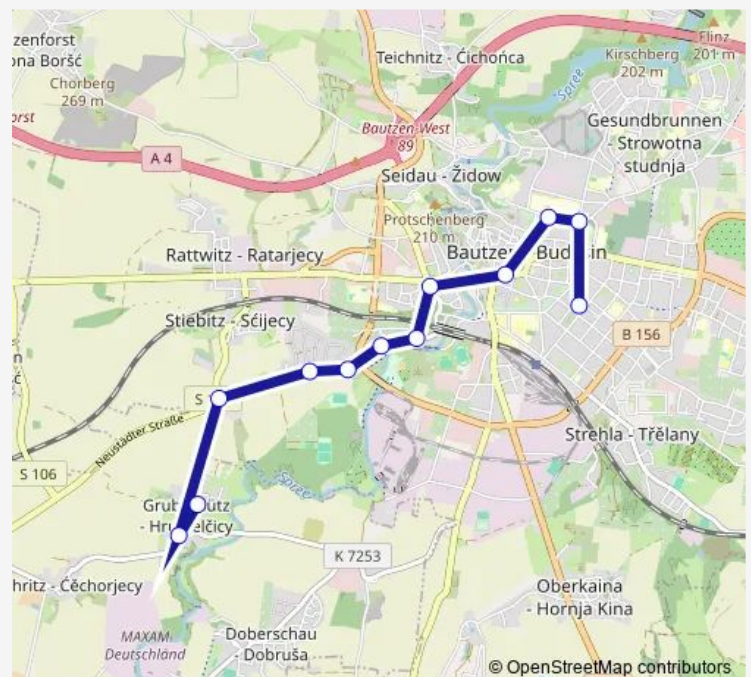 zenforst
ona Boršć
Chorberg
269 m
orst
A 4
Teichnitz - Ćichońca
Kirschberg
202 m
Flinz
201 m
Spree
Bautzen-West
89
Gesundbrunnen
- Strowotna
studnja
Seidau - Židow
Protschenberg
210 m
Rattwitz - Ratarjecy
Stiebitz - Sćijecy
B 156
S
Neustädter Straße
Strehla - Třělany
S 106
Spree
K 7253
hritz - Ćěchorjecy
Oberkaina
- Hornja Kina
MAXAM
Deutschland
Doberschau
- Dobruša
© OpenStreetMap contributors